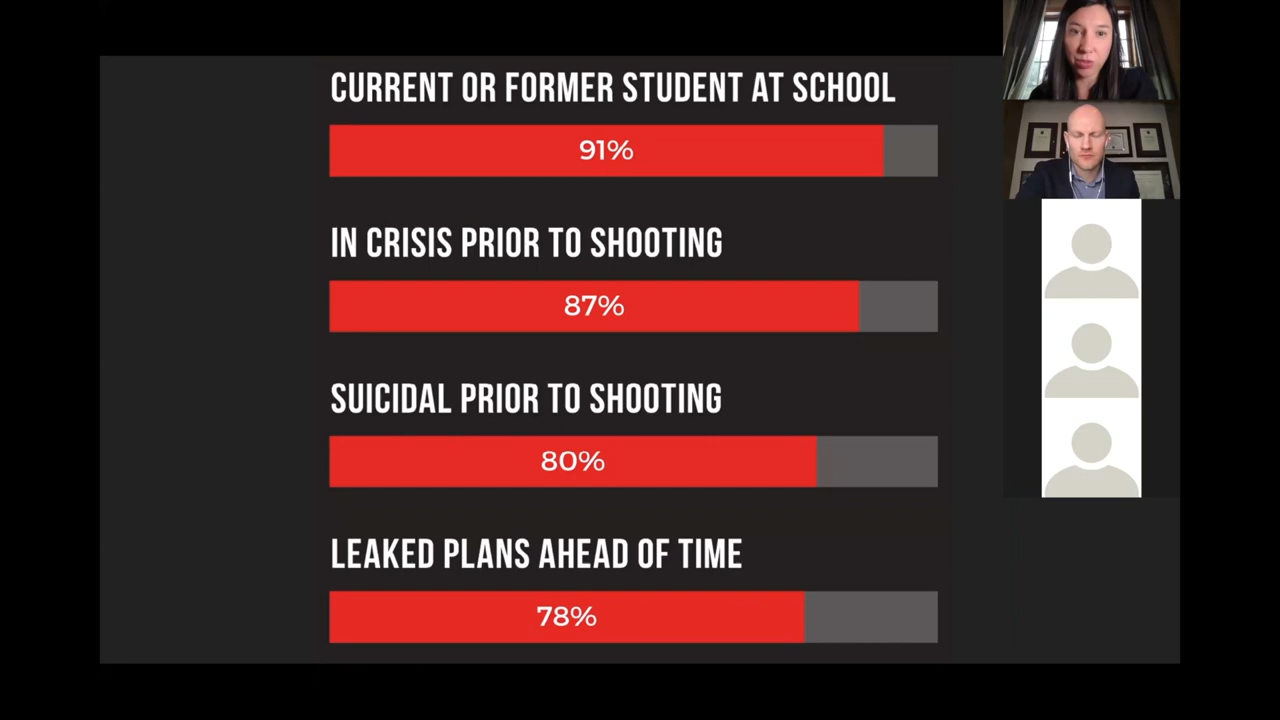 CURRENT OR FORMER STUDENT AT SCHOOL
91%
IN CRISIS PRIOR TO SHOOTING
87%
SUICIDAL PRIOR TO SHOOTING
80%
LEAKED PLANS AHEAD OF TIME
78%